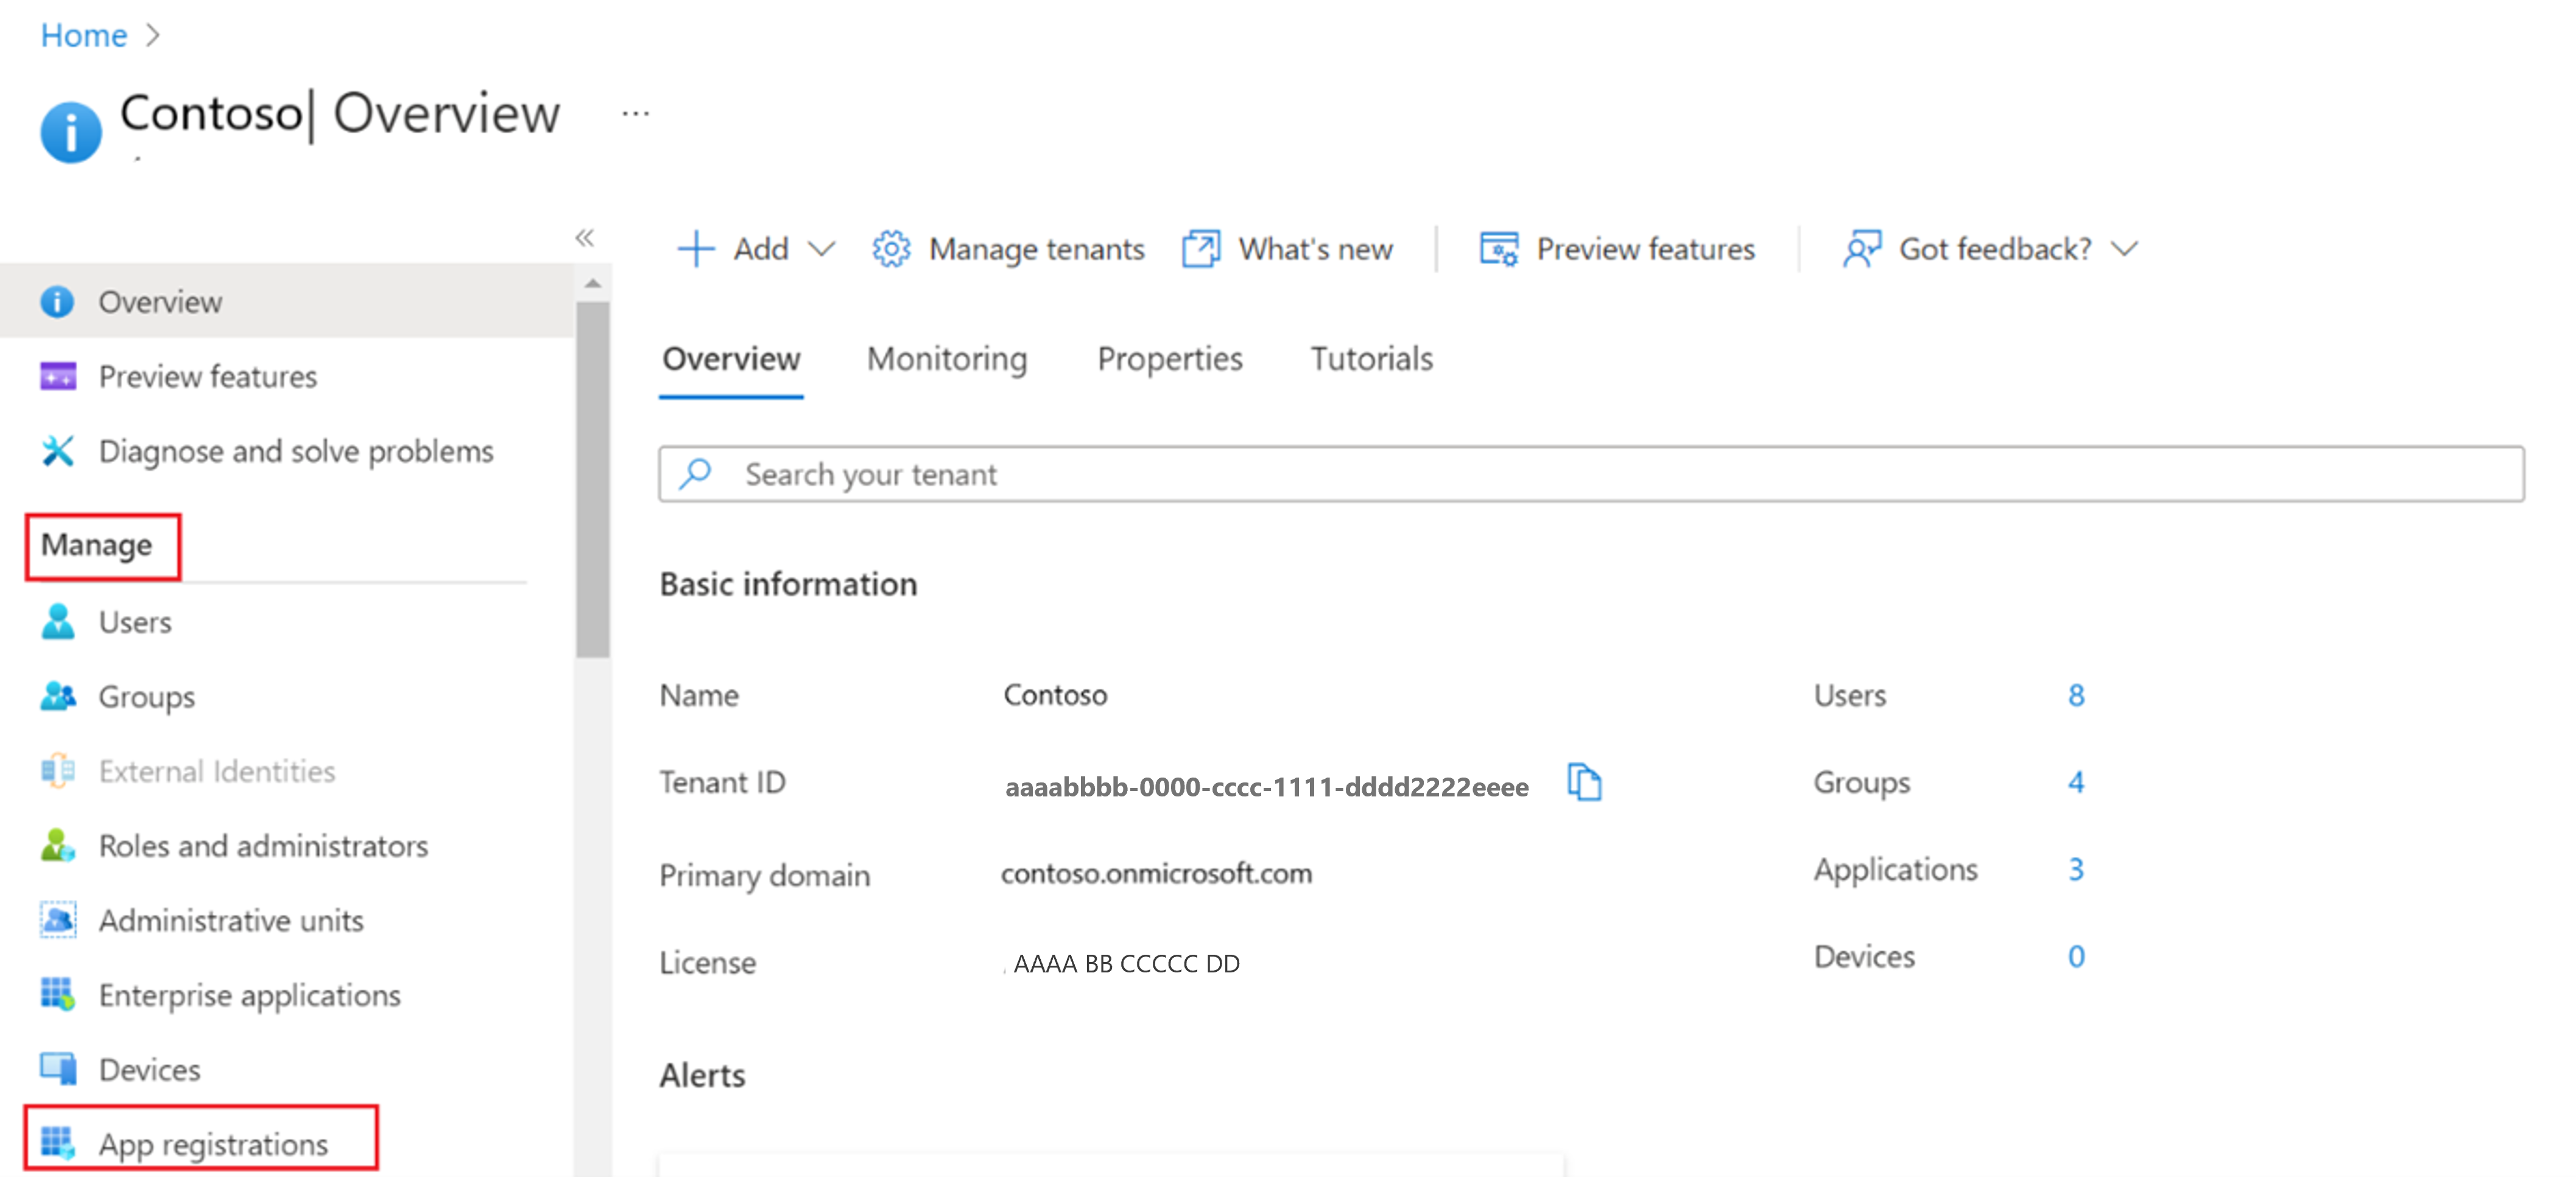 Home
Contoso| Overview ...
Overview
Preview features
Diagnose and solve problems
Manage
Users
Groups
External Identities
Roles and administrators
Administrative units
Enterprise applications
Devices
App registrations
Add Manage tenants What's new Preview features Got feedback?
Overview Monitoring Properties Tutorials
Search your tenant
Basic information
Name Contoso Users 8
Tenant ID aaaabbbb-0000-cccc-1111-dddd2222eeee Groups 4
Primary domain contoso.onmicrosoft.com Applications 3
License AAAA BB CCCCC DD Devices 0
Alerts